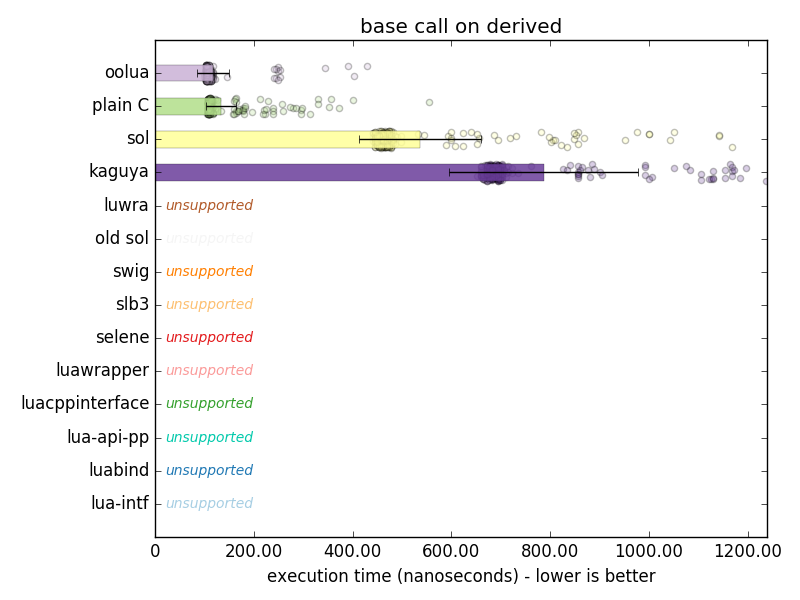 base call on derived
oolua
plain C
sol
kaguya
luwra unsupported
old sol unsupported
swig unsupported
slb3 unsupported
selene unsupported
luawrapper unsupported
luacppinterface unsupported
lua-api-pp unsupported
luabind unsupported
lua-intf unsupported
0 200.00 400.00 600.00 800.00 1000.00 1200.00
execution time (nanoseconds) - lower is better